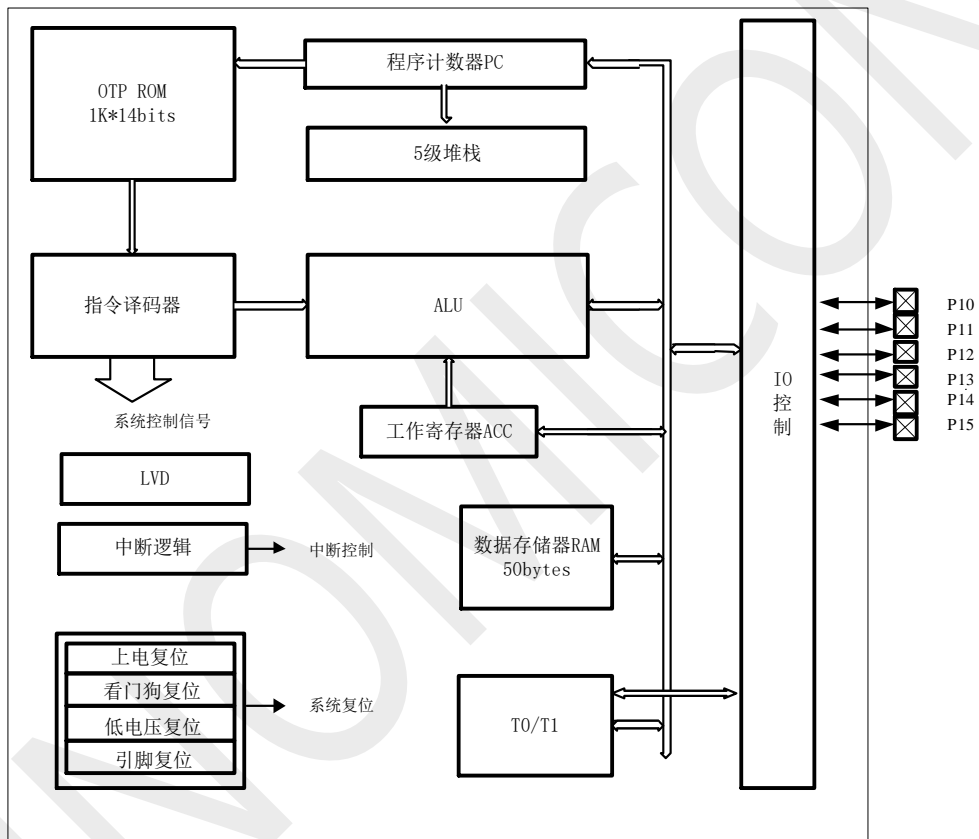 OTP ROM
1K*14bits
程序计数器PC
5级堆栈
指令译码器
ALU
系统控制信号
工作寄存器ACC
LVD
中断逻辑
中断控制
数据存储器RAM
50bytes
上电复位
看门狗复位
低电压复位
引脚复位
系统复位
T0/T1
IO
控
制
P10
P11
P12
P13
P14
P15